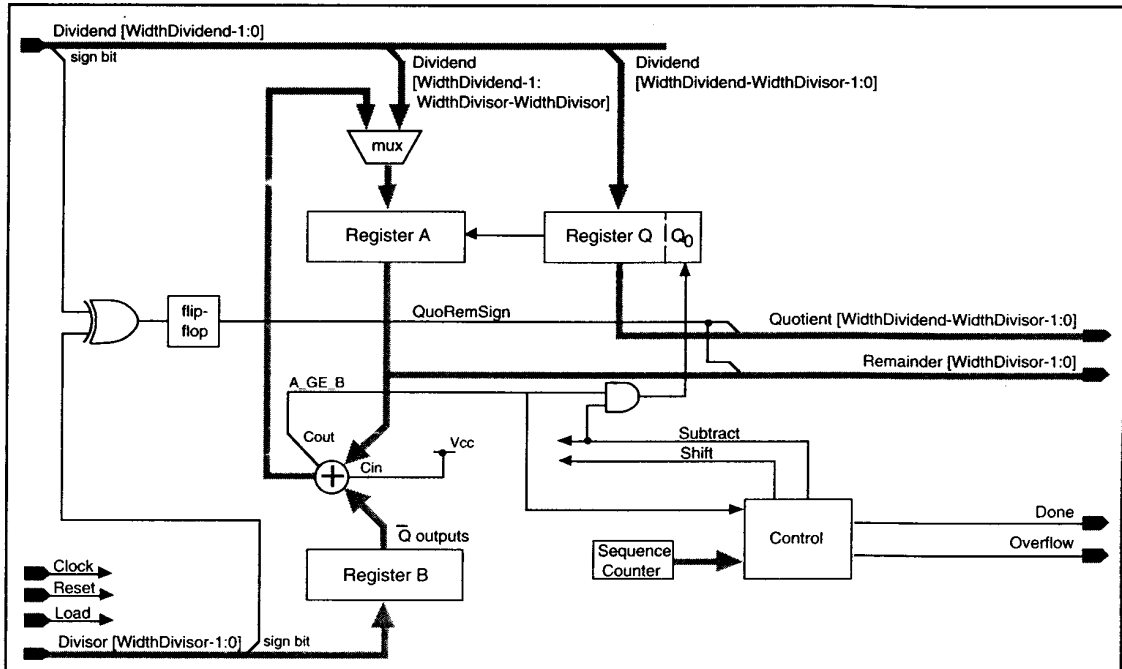 Dividend [WidthDividend-1:0]
sign bit
Dividend
[WidthDividend-1:
WidthDivisor-WidthDivisor]
Dividend
[WidthDividend-WidthDivisor-1:0]
mux
Register A
Register Q
Q0
flip-
flop
QuoRemSign
Quotient [WidthDividend-WidthDivisor-1:0]
Remainder [WidthDivisor-1:0]
A_GE_B
Cout
Cin
Vcc
Subtract
Shift
+
Q̅ outputs
Register B
Sequence
Counter
Control
Done
Overflow
Clock
Reset
Load
Divisor [WidthDivisor-1:0]
sign bit